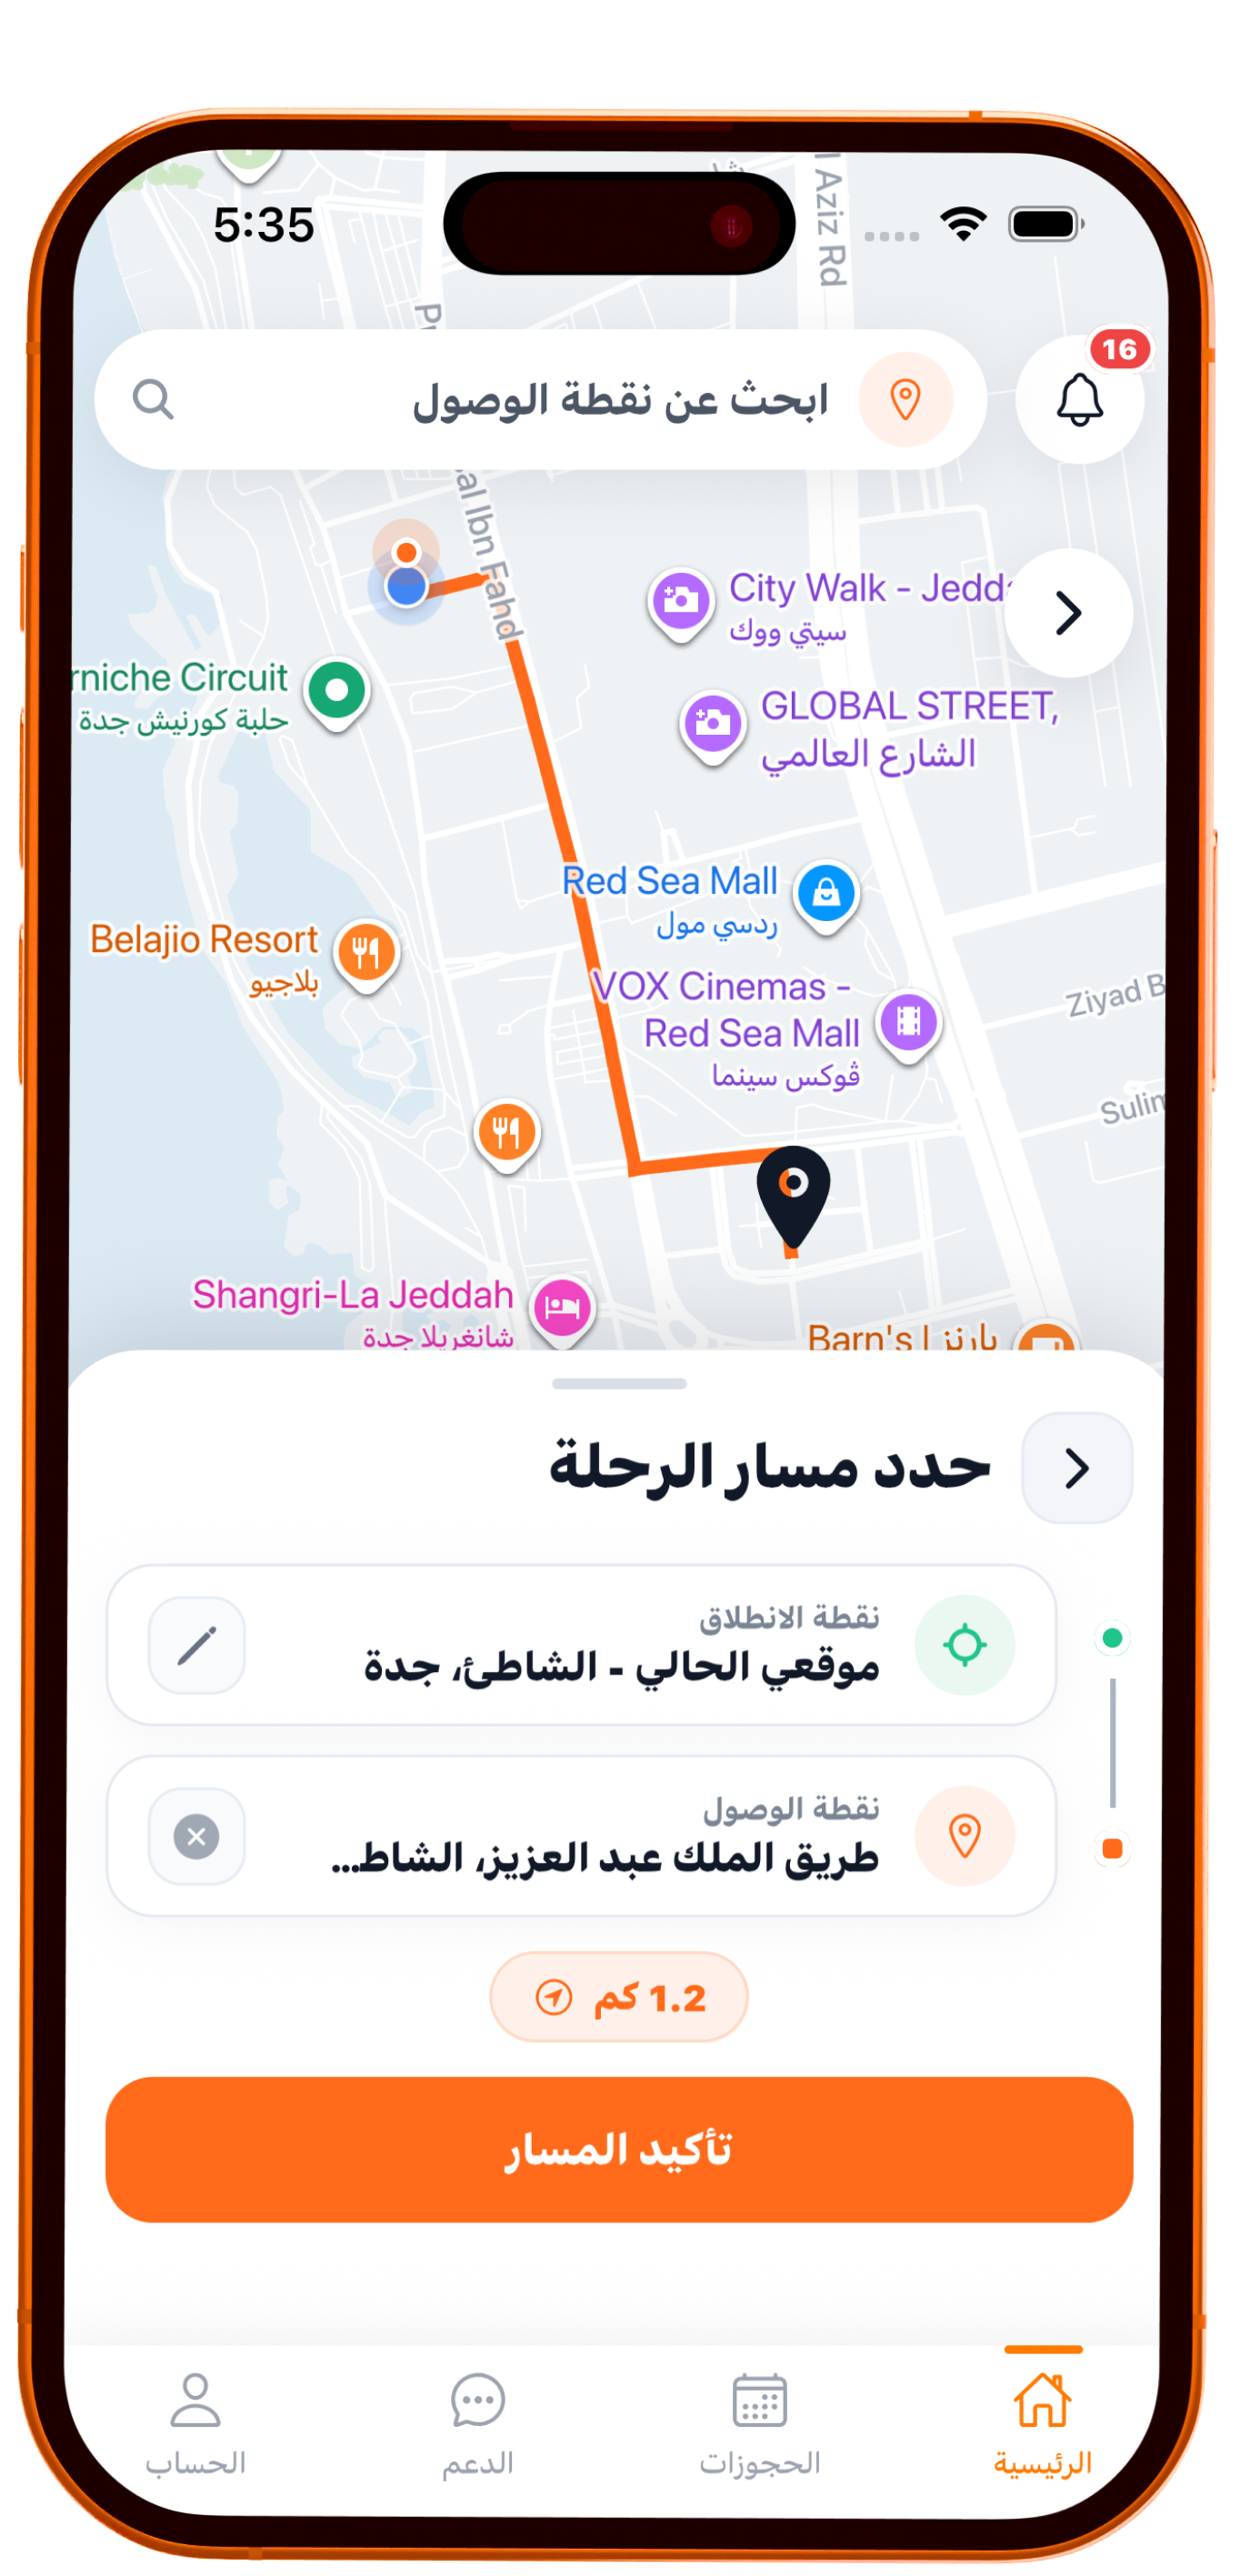 5:35
Aziz Rd
16
ابحث عن نقطة الوصول
Ibn Fahd
City Walk -
سيتي ووك
rniche Circuit
حلبة كورنيش جدة
GLOBAL STREET,
الشارع العالمي
Red Sea Mall
ردسي مول
Belajio Resort
بلاجيو
VOX Cinemas -
Red Sea Mall
ڤوكس سينما
Ziyad B
Sulim
Shangri-La Jeddah
شانغريلا جدة
Barn's | بارنز
حدد مسار الرحلة
نقطة الانطلاق
موقعي الحالي - الشاطئ، جدة
نقطة الوصول
طريق الملك عبد العزيز، الشاط...
1.2 كم
تأكيد المسار
الرئيسية
الحجوزات
الدعم
الحساب